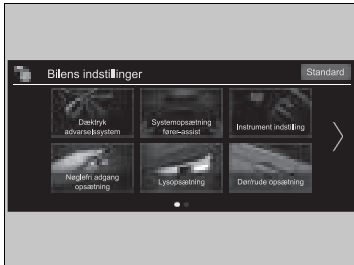 Bilens indstillinger
Standard
Dæktryk
advarselssystem
Systemopsætning
fører-assist
Instrument indstilling
Nøglefri adgang
opsætning
Lysopsætning
Dør/rude opsætning